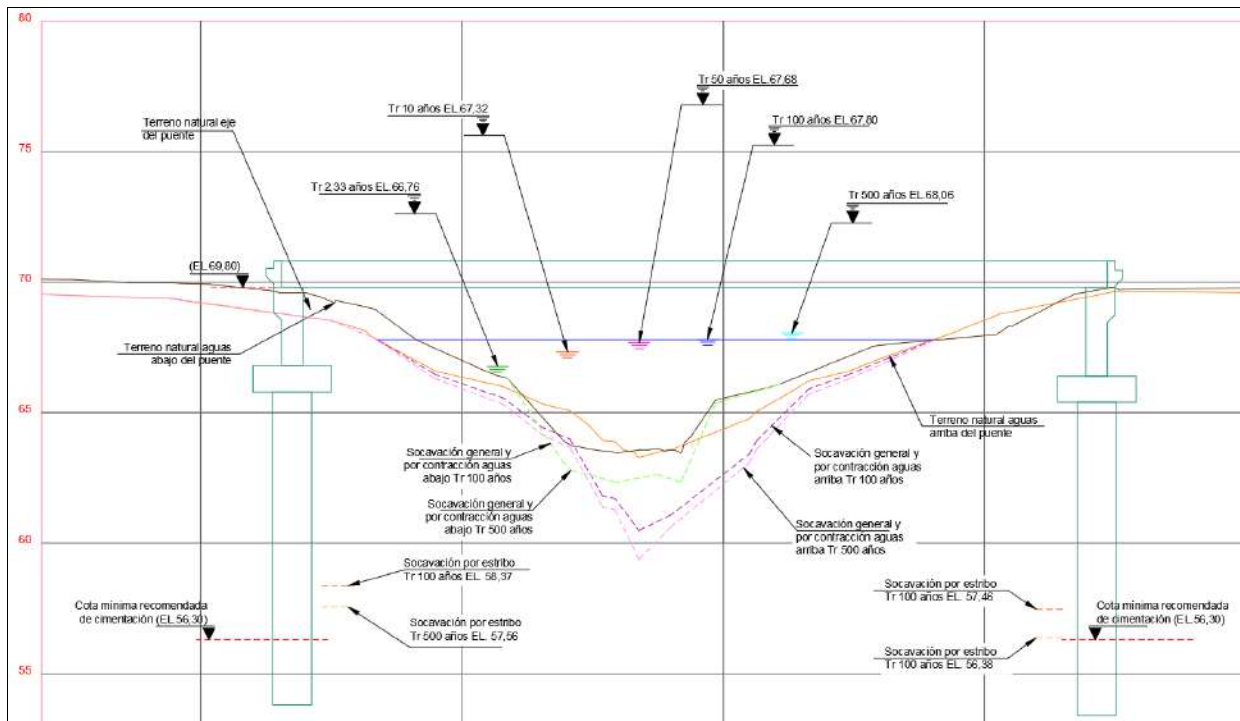 80
Tr 50 años EL.67,68
Tr 10 años EL.67,32
Terreno natural eje
del puente
Tr 100 años EL.67,80
75
Tr 2,33 años EL.66,76
Tr 500 años EL.68,06
(EL.69,80)
70
Terreno natural aguas
abajo del puente
65
Terreno natural aguas
arriba del puente
Socavación general y
por contracción aguas
abajo Tr 100 años
Socavación general y
por contracción aguas
arriba Tr 100 años
Socavación general y
por contracción aguas
abajo Tr 500 años
Socavación general y
por contracción aguas
arriba Tr 500 años
60
Socavación por estribo
Tr 100 años EL. 58,37
Socavación por estribo
Tr 100 años EL. 57,46
Cota mínima recomendada
de cimentación (EL.56,30)
Socavación por estribo
Tr 500 años EL. 57,56
Cota mínima recomendada
de cimentación (EL.56,30)
Socavación por estribo
Tr 100 años EL. 56,38
55